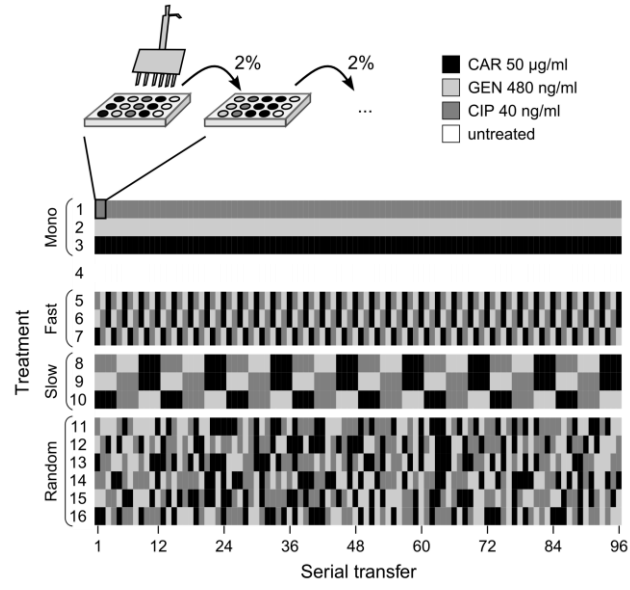 2%
2%
...
CAR 50 µg/ml
GEN 480 ng/ml
CIP 40 ng/ml
untreated
Treatment
Mono
1
2
3
4
Fast
5
6
7
Slow
8
9
10
Random
11
12
13
14
15
16
1 12 24 36 48 60 72 84 96
Serial transfer